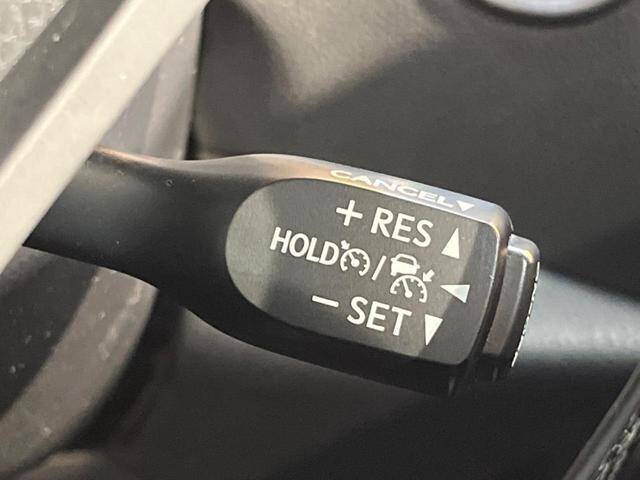 CANCEL▼
+ RES ▲
HOLD / ◀
− SET ▼